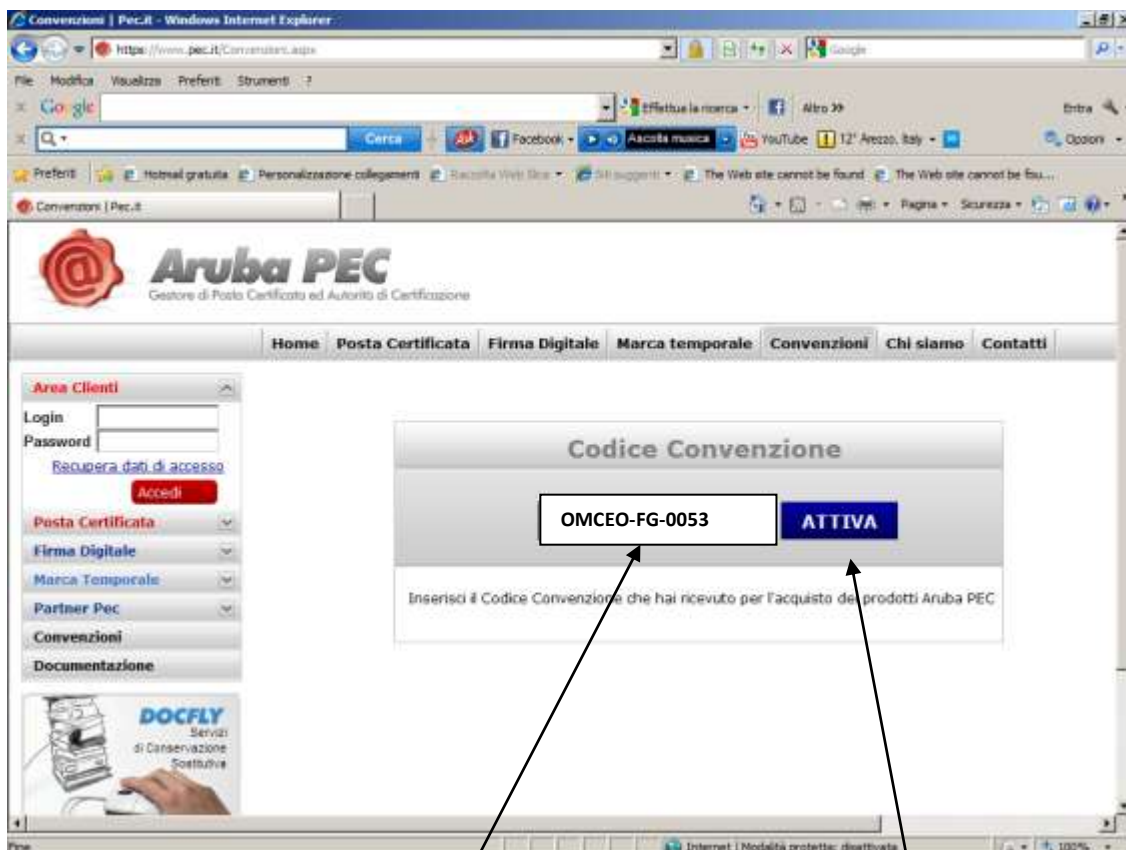 Convenzioni | Pec.it - Windows Internet Explorer
https://www.pec.it/Convenzioni.aspx
Google
File Modifica Visualizza Preferiti Strumenti ?
Google
Effettua la ricerca
Altro »
Entra
Cerca
Facebook
Ascolta musica
YouTube
12° Arezzo, Italy
Opzioni
Preferiti
Hotmail gratuita
Personalizzazione collegamenti
Raccolta Web Slice
Siti suggeriti
The Web site cannot be found
The Web site cannot be fou...
Convenzioni | Pec.it
Pagina
Sicurezza
Aruba PEC
Gestore di Posta Certificata ed Autorità di Certificazione
Home Posta Certificata Firma Digitale Marca temporale Convenzioni Chi siamo Contatti
Area Clienti
Login
Password
Recupera dati di accesso
Accedi
Posta Certificata
Firma Digitale
Marca Temporale
Partner Pec
Convenzioni
Documentazione
Codice Convenzione
OMCEO-FG-0053
ATTIVA
Inserisci il Codice Convenzione che hai ricevuto per l'acquisto dei prodotti Aruba PEC
DOCFLY
Servizi
di Conservazione
Sostitutiva
Fine
Internet | Modalità protetta: disattivata
100%